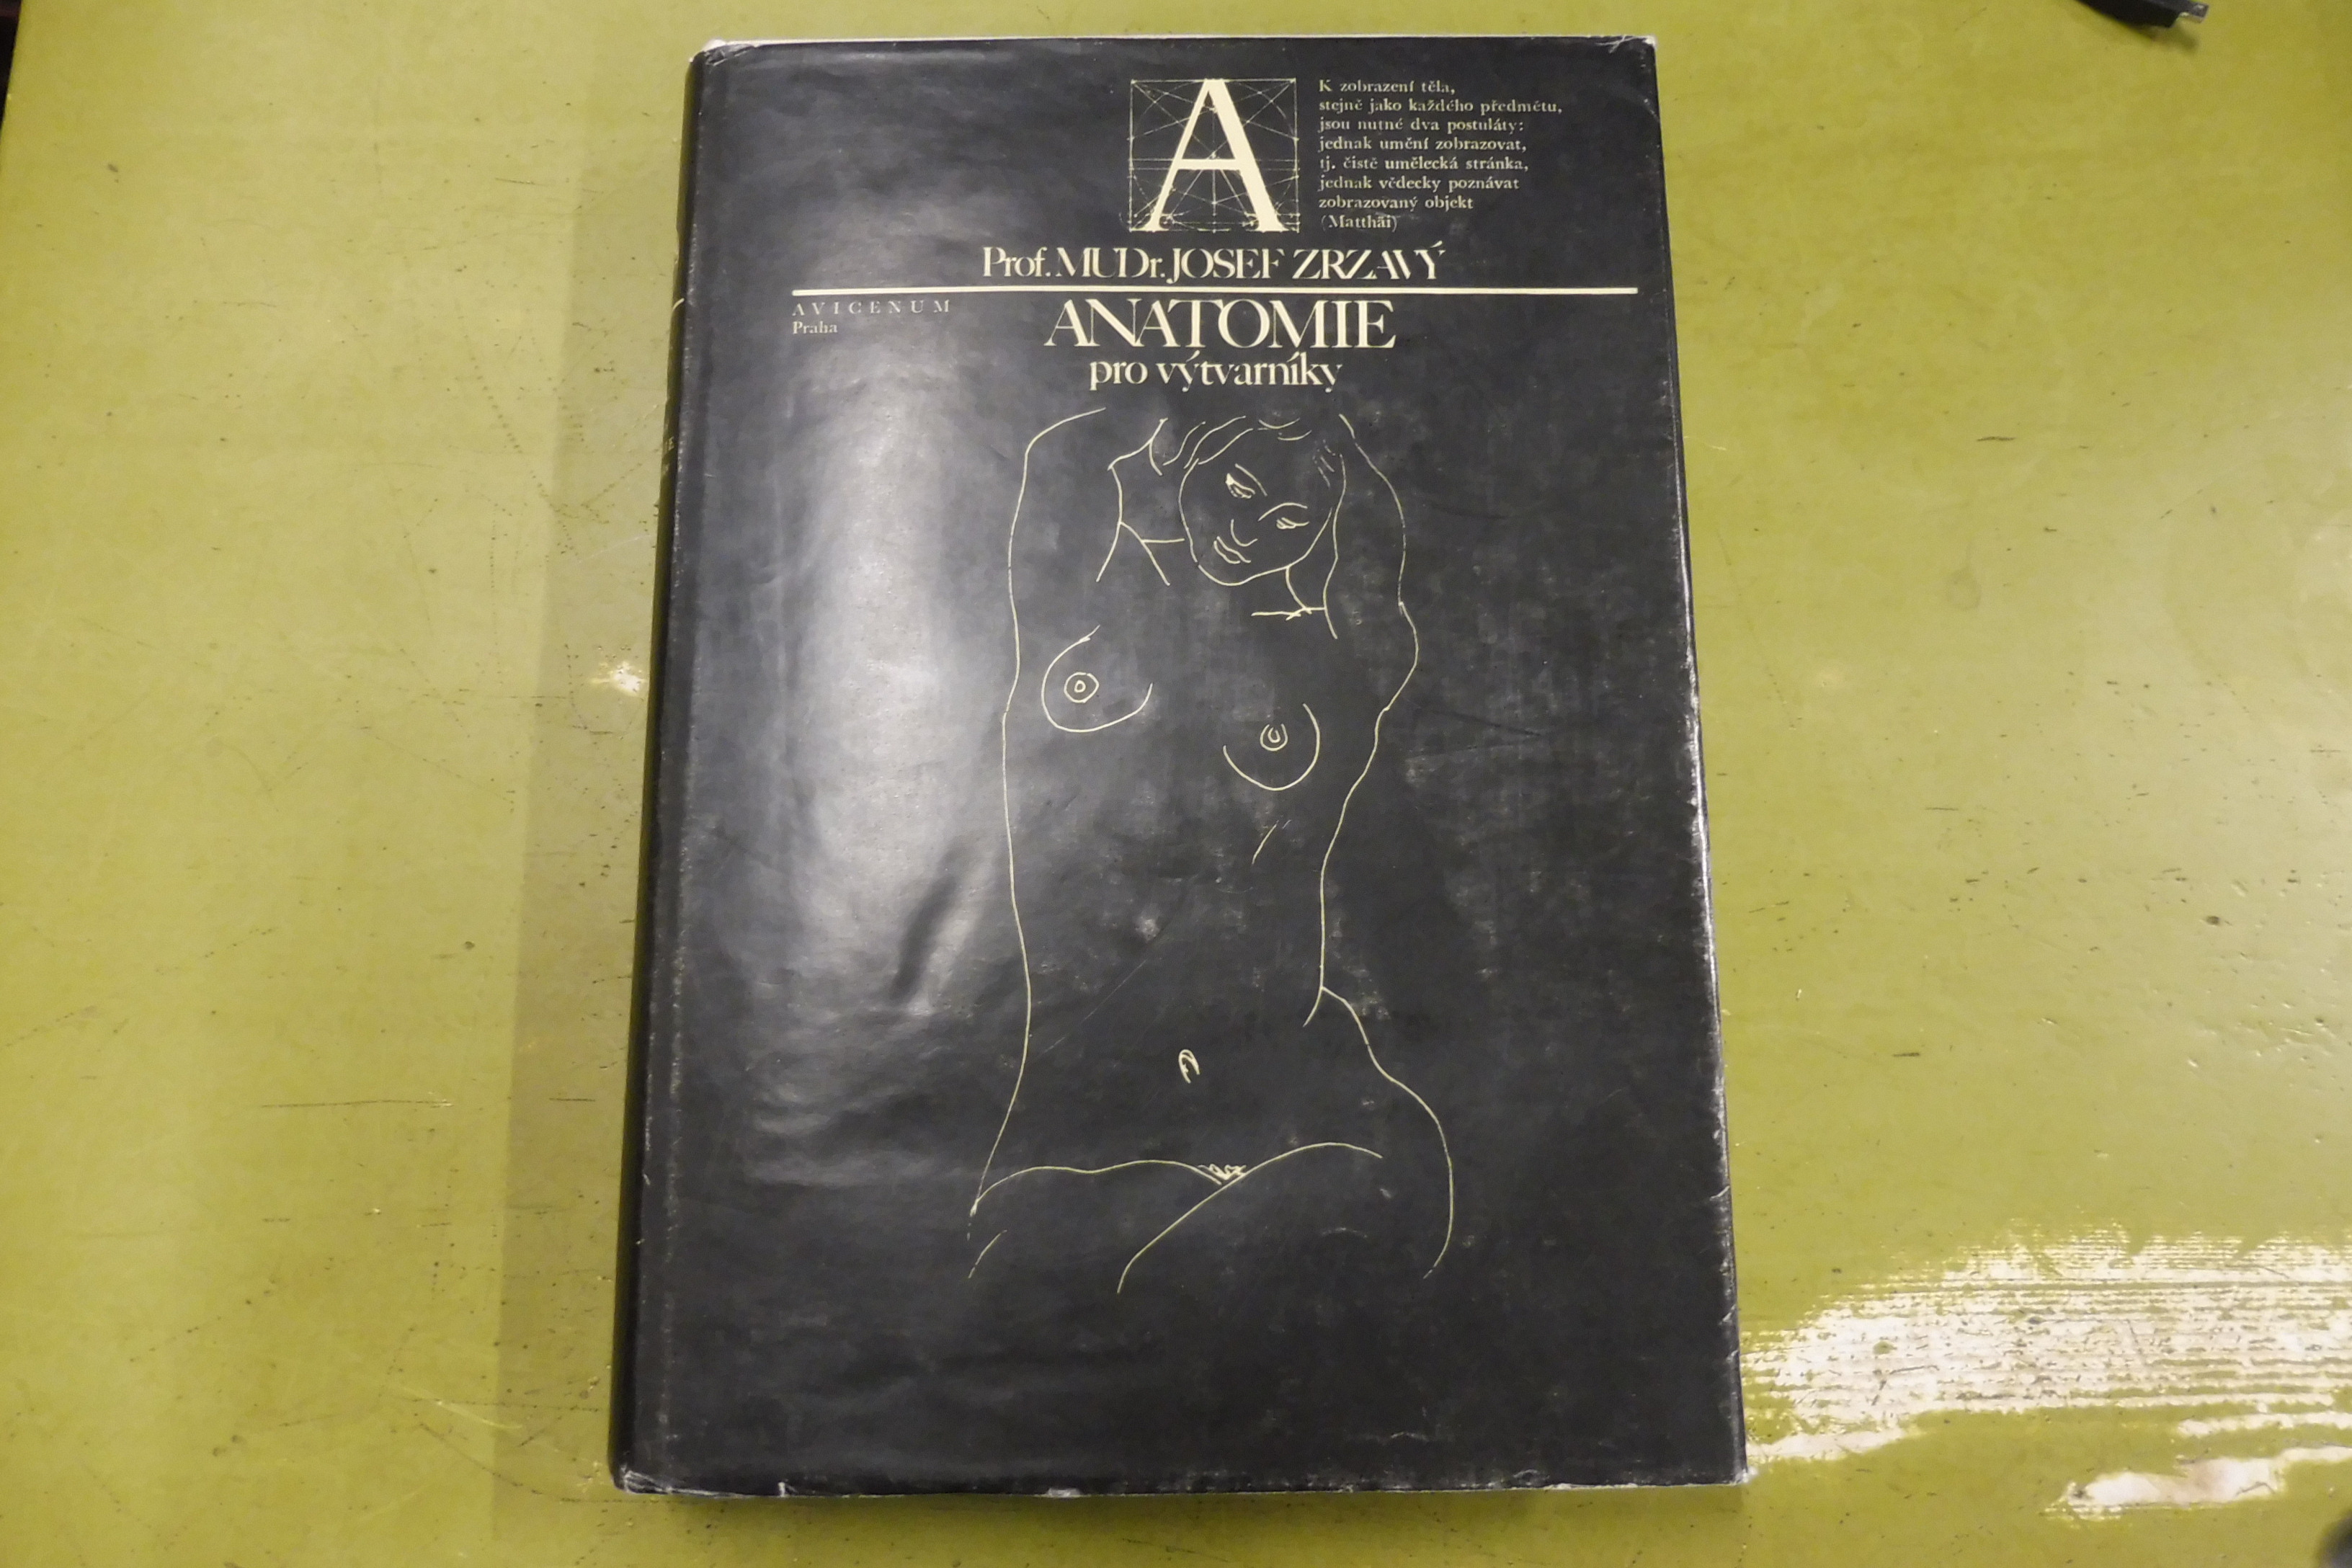 A
K zobrazení těla,
stejně jako každého předmětu,
jsou nutné dva postuláty:
jednak umění zobrazovat,
tj. čistě umělecká stránka,
jednak vědecky poznávat
zobrazovaný objekt
(Matthäi)
Prof. MUDr. JOSEF ZRZAVÝ
AVICENUM
Praha
ANATOMIE
pro výtvarníky